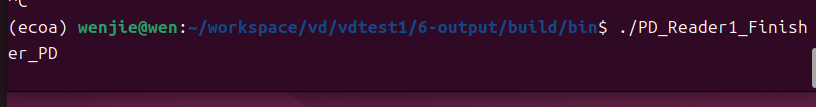 ^C
(ecoa) wenjie@wen:~/workspace/vd/vdtest1/6-output/build/bin$ ./PD_Reader1_Finish
er_PD